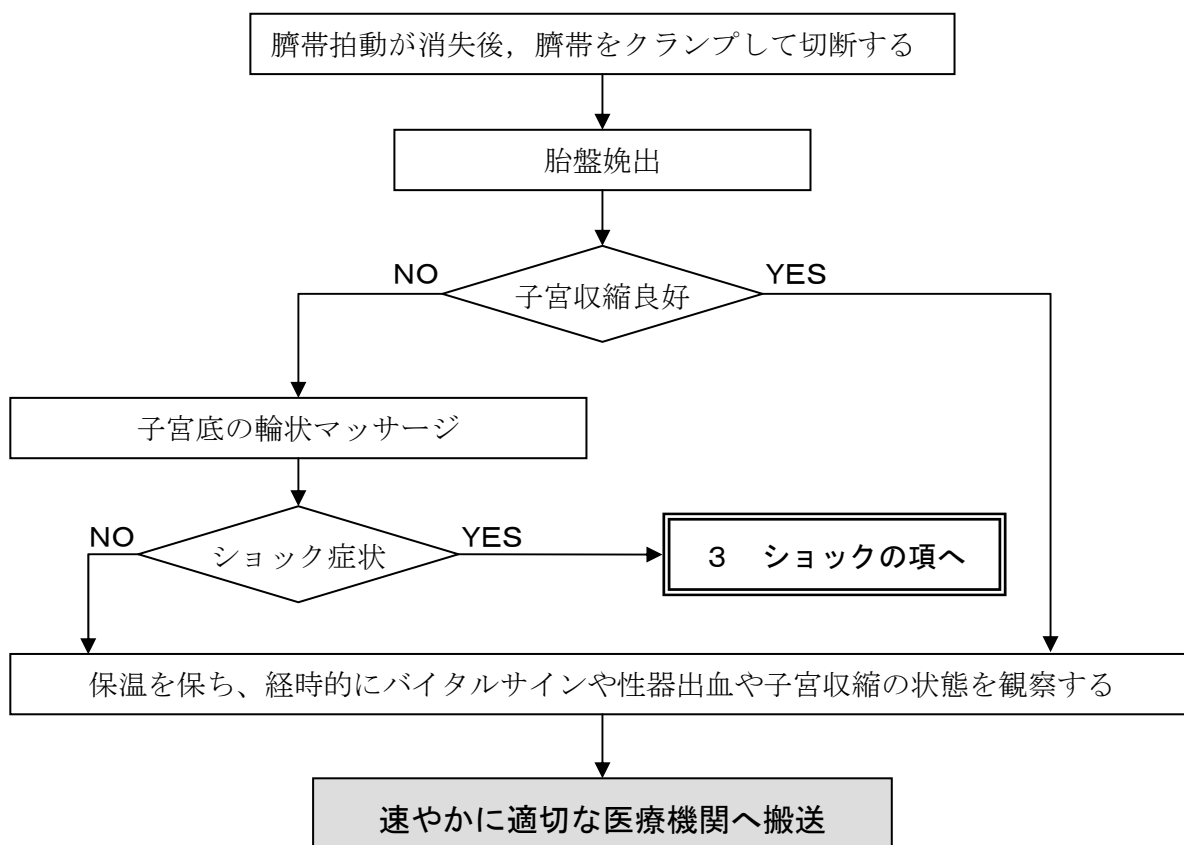 臍帯拍動が消失後，臍帯をクランプして切断する
胎盤娩出
NO
YES
子宮収縮良好
子宮底の輪状マッサージ
NO
YES
ショック症状
３　ショックの項へ
保温を保ち、経時的にバイタルサインや性器出血や子宮収縮の状態を観察する
速やかに適切な医療機関へ搬送